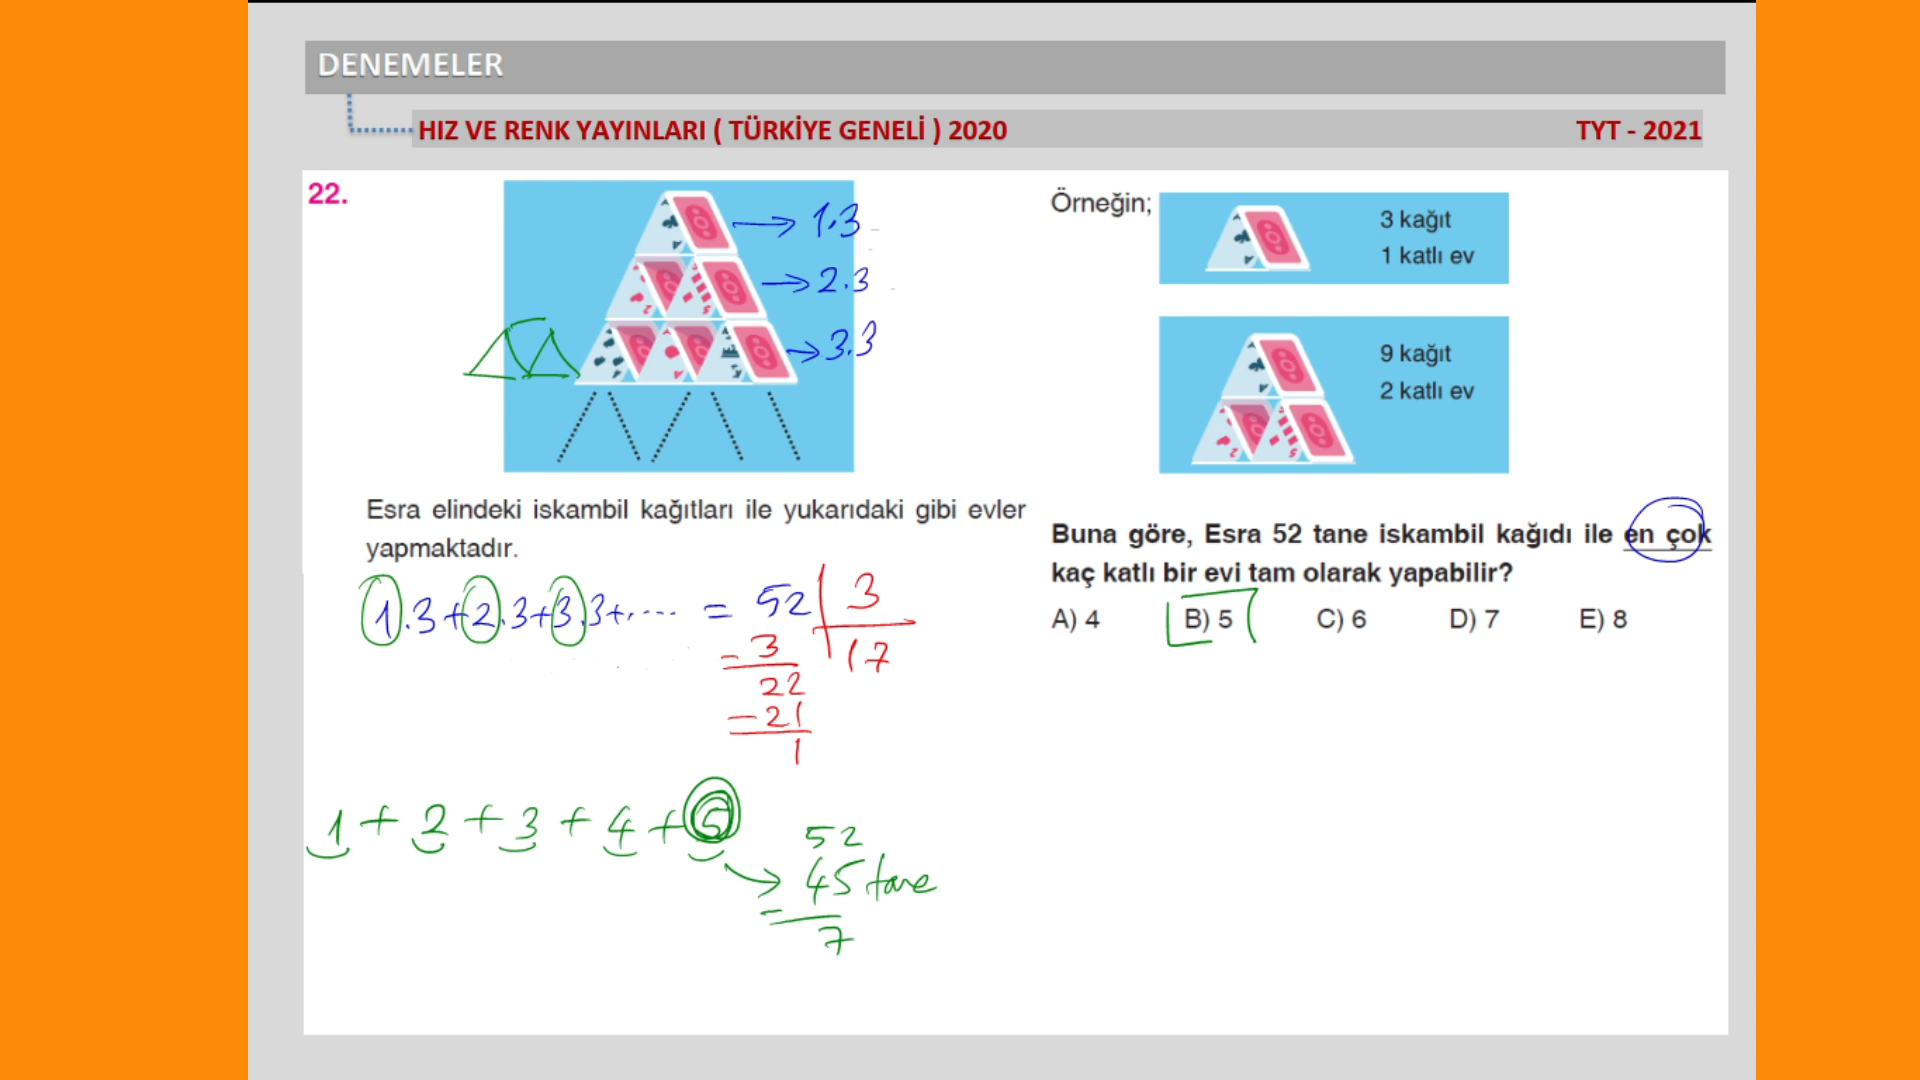 DENEMELER
HIZ VE RENK YAYINLARI ( TÜRKİYE GENELİ ) 2020
TYT - 2021
22.
1.3
2.3
3.3
Esra elindeki iskambil kağıtları ile yukarıdaki gibi evler
yapmaktadır.
1.3+2.3+3.3+.... = 52 | 3
17
- 3
22
- 21
1
1 + 2 + 3 + 4 + 5
52
45 tane
-
7
Örneğin;
3 kağıt
1 katlı ev
9 kağıt
2 katlı ev
Buna göre, Esra 52 tane iskambil kağıdı ile en çok
kaç katlı bir evi tam olarak yapabilir?
A) 4 B) 5 C) 6 D) 7 E) 8